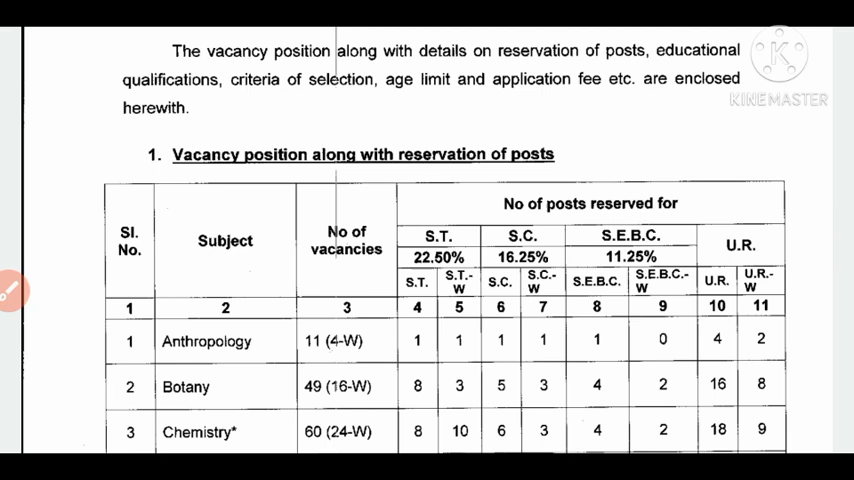 The vacancy position along with details on reservation of posts, educational
qualifications, criteria of selection, age limit and application fee etc. are enclosed
herewith.
KINEMASTER
1. Vacancy position along with reservation of posts
Sl. No. Subject No of vacancies No of posts reserved for
S.T. S.C. S.E.B.C. U.R.
22.50% 16.25% 11.25%
S.T. S.T.-W S.C. S.C.-W S.E.B.C. S.E.B.C.-W U.R. U.R.-W
1 2 3 4 5 6 7 8 9 10 11
1 Anthropology 11 (4-W) 1 1 1 1 1 0 4 2
2 Botany 49 (16-W) 8 3 5 3 4 2 16 8
3 Chemistry* 60 (24-W) 8 10 6 3 4 2 18 9